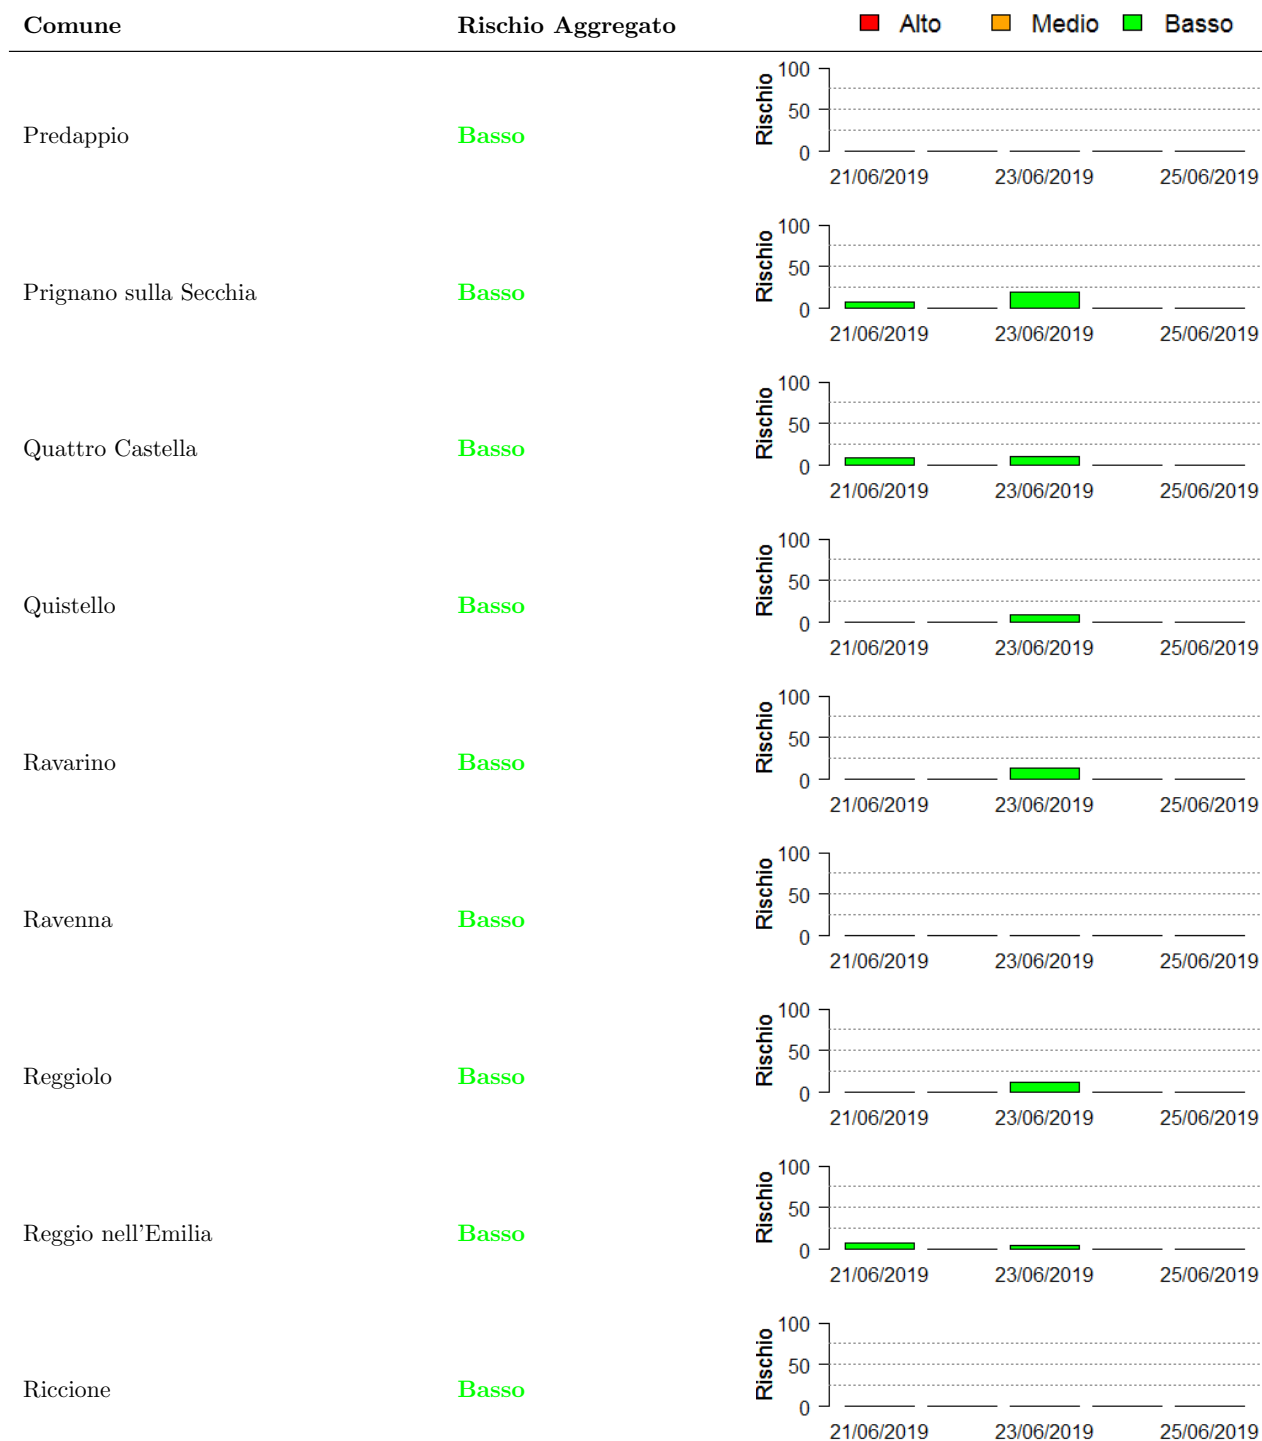 Comune Rischio Aggregato Alto Medio Basso
Predappio Basso
Rischio
100
50
0
21/06/2019 23/06/2019 25/06/2019
Prignano sulla Secchia Basso
Rischio
100
50
0
21/06/2019 23/06/2019 25/06/2019
Quattro Castella Basso
Rischio
100
50
0
21/06/2019 23/06/2019 25/06/2019
Quistello Basso
Rischio
100
50
0
21/06/2019 23/06/2019 25/06/2019
Ravarino Basso
Rischio
100
50
0
21/06/2019 23/06/2019 25/06/2019
Ravenna Basso
Rischio
100
50
0
21/06/2019 23/06/2019 25/06/2019
Reggiolo Basso
Rischio
100
50
0
21/06/2019 23/06/2019 25/06/2019
Reggio nell'Emilia Basso
Rischio
100
50
0
21/06/2019 23/06/2019 25/06/2019
Riccione Basso
Rischio
100
50
0
21/06/2019 23/06/2019 25/06/2019